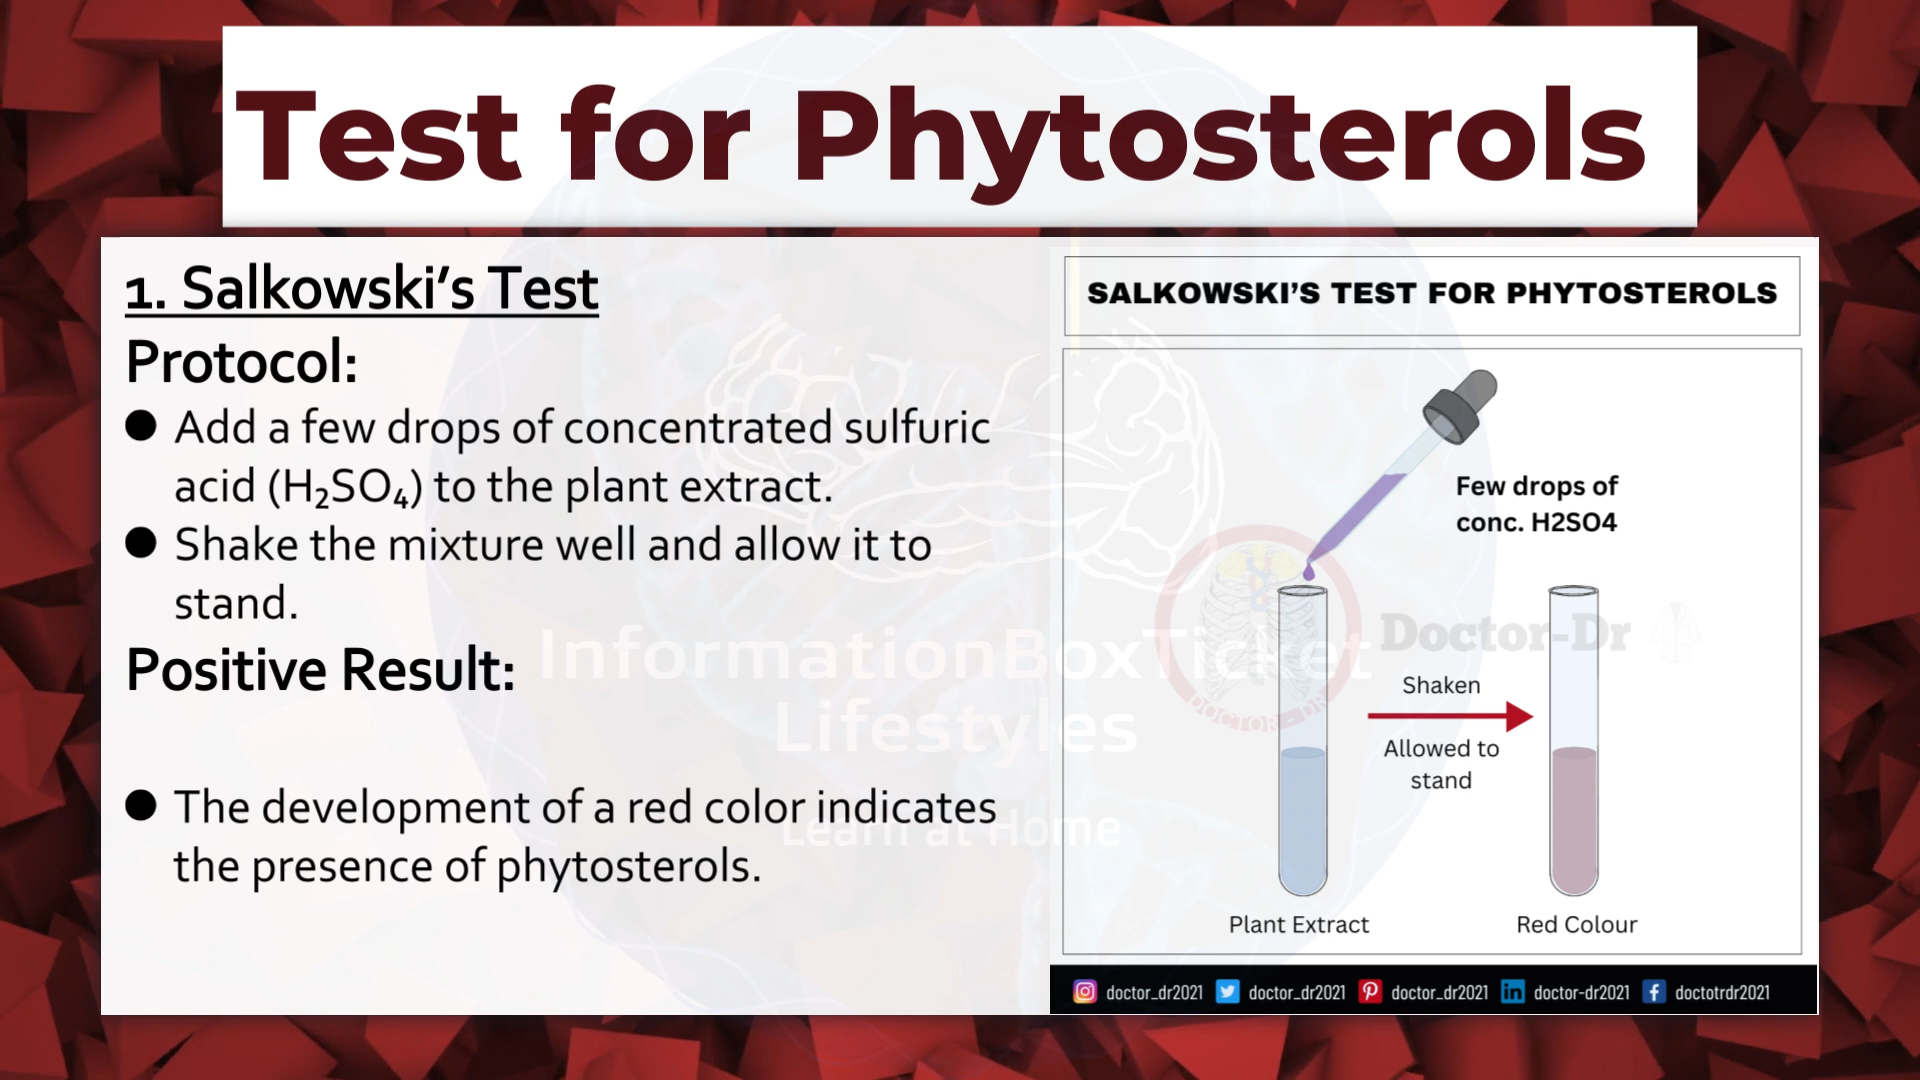 Test for Phytosterols
1. Salkowski’s Test
Protocol:
● Add a few drops of concentrated sulfuric
acid (H₂SO₄) to the plant extract.
● Shake the mixture well and allow it to
stand.
Positive Result:
● The development of a red color indicates
the presence of phytosterols.
SALKOWSKI’S TEST FOR PHYTOSTEROLS
Few drops of
conc. H2SO4
Shaken
Allowed to
stand
Plant Extract
Red Colour
InformationBoxTicket
Lifestyles
Learn at Home
Doctor-Dr
DOCTOR - DR
doctor_dr2021
doctor_dr2021
doctor_dr2021
doctor-dr2021
doctotrdr2021